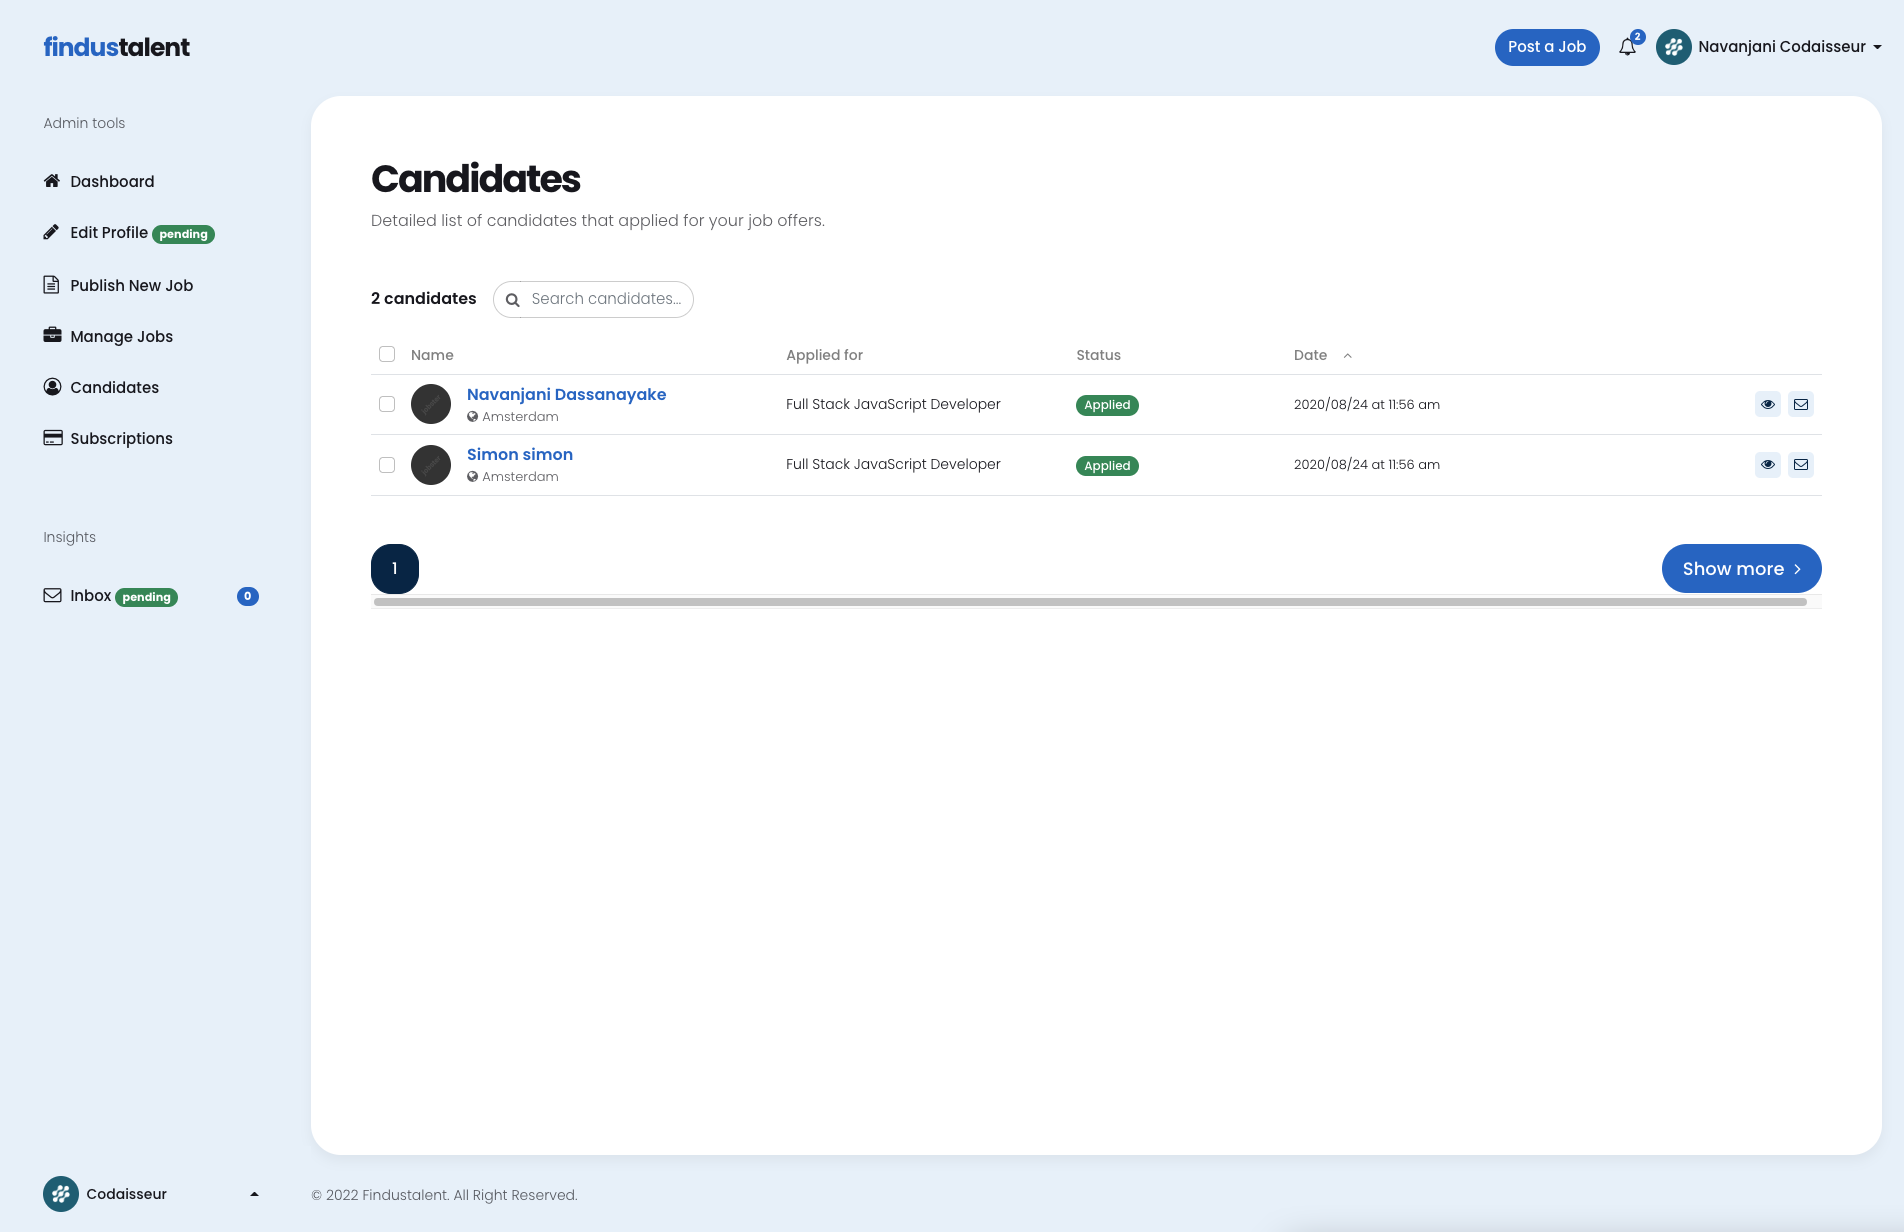 findustalent
Post a Job
2
Navanjani Codaisseur
Admin tools
Dashboard
Edit Profile pending
Publish New Job
Manage Jobs
Candidates
Subscriptions
Insights
Inbox pending 0
Candidates
Detailed list of candidates that applied for your job offers.
2 candidates Search candidates...
Name Applied for Status Date
Navanjani Dassanayake
Amsterdam
Full Stack JavaScript Developer Applied 2020/08/24 at 11:56 am
Simon simon
Amsterdam
Full Stack JavaScript Developer Applied 2020/08/24 at 11:56 am
1 Show more
Codaisseur
© 2022 Findustalent. All Right Reserved.